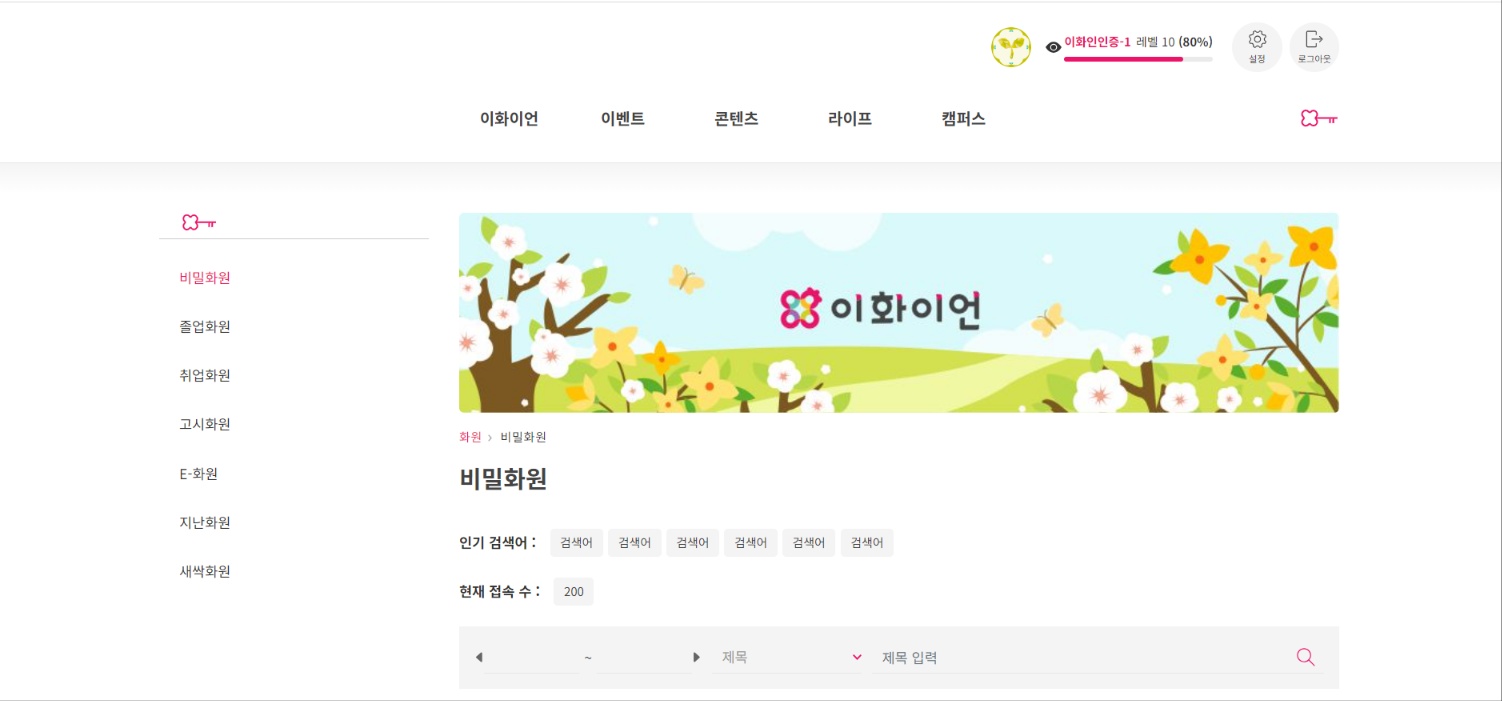 이화인인증-1 레벨 10 (80%)
설정
로그아웃
이화이언 이벤트 콘텐츠 라이프 캠퍼스
비밀화원
졸업화원
취업화원
고시화원
E-화원
지난화원
새싹화원
이화이언
화원 › 비밀화원
비밀화원
인기 검색어 : 검색어 검색어 검색어 검색어 검색어 검색어
현재 접속 수 : 200
~ 제목 제목 입력